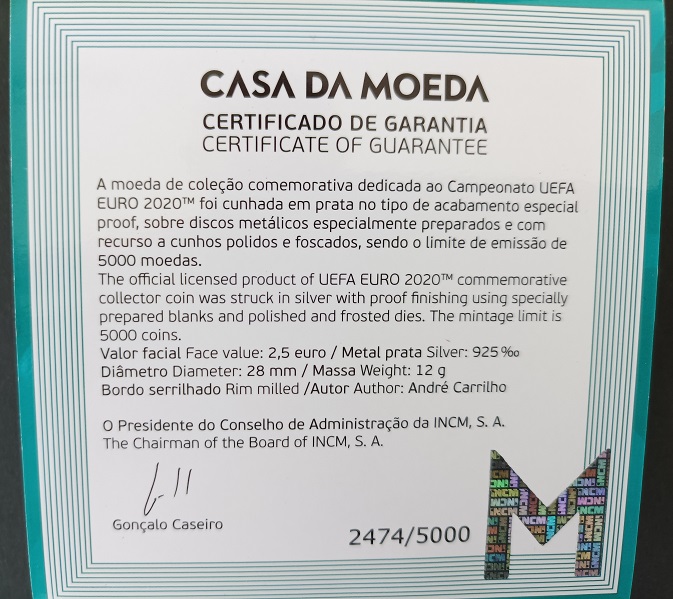 CASA DA MOEDA
CERTIFICADO DE GARANTIA
CERTIFICATE OF GUARANTEE
A moeda de coleção comemorativa dedicada ao Campeonato UEFA
EURO 2020™ foi cunhada em prata no tipo de acabamento especial
proof, sobre discos metálicos especialmente preparados e com
recurso a cunhos polidos e foscados, sendo o limite de emissão de
5000 moedas.
The official licensed product of UEFA EURO 2020™ commemorative
collector coin was struck in silver with proof finishing using specially
prepared blanks and polished and frosted dies. The mintage limit is
5000 coins.
Valor facial Face value: 2,5 euro / Metal prata Silver: 925‰
Diâmetro Diameter: 28 mm / Massa Weight: 12 g
Bordo serrilhado Rim milled /Autor Author: André Carrilho
O Presidente do Conselho de Administração da INCM, S. A.
The Chairman of the Board of INCM, S. A.
Gonçalo Caseiro
2474/5000
M